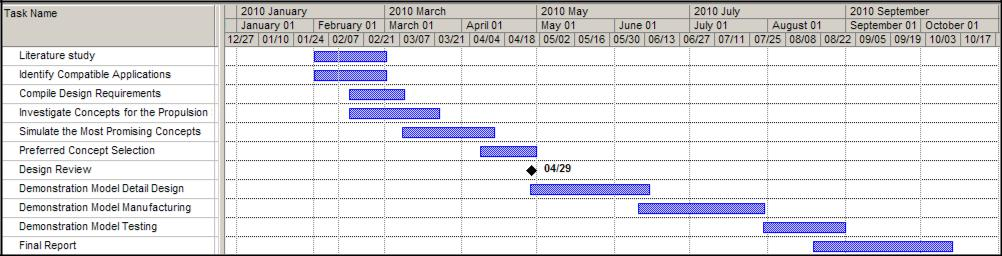 Task Name
2010 January 2010 March 2010 May 2010 July 2010 September
January 01 February 01 March 01 April 01 May 01 June 01 July 01 August 01 September 01 October 01
12/27 01/10 01/24 02/07 02/21 03/07 03/21 04/04 04/18 05/02 05/16 05/30 06/13 06/27 07/11 07/25 08/08 08/22 09/05 09/19 10/03 10/17
Literature study
Identify Compatible Applications
Compile Design Requirements
Investigate Concepts for the Propulsion
Simulate the Most Promising Concepts
Preferred Concept Selection
Design Review 04/29
Demonstration Model Detail Design
Demonstration Model Manufacturing
Demonstration Model Testing
Final Report